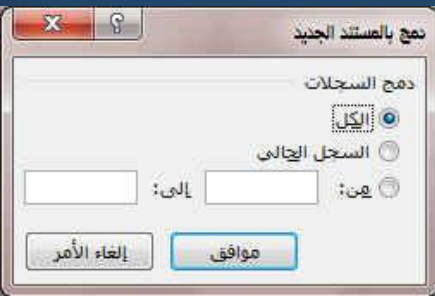 دمج بالمستند الجديد
دمج السجلات
الكل
السجل الحالي
من: إلى:
موافق إلغاء الأمر